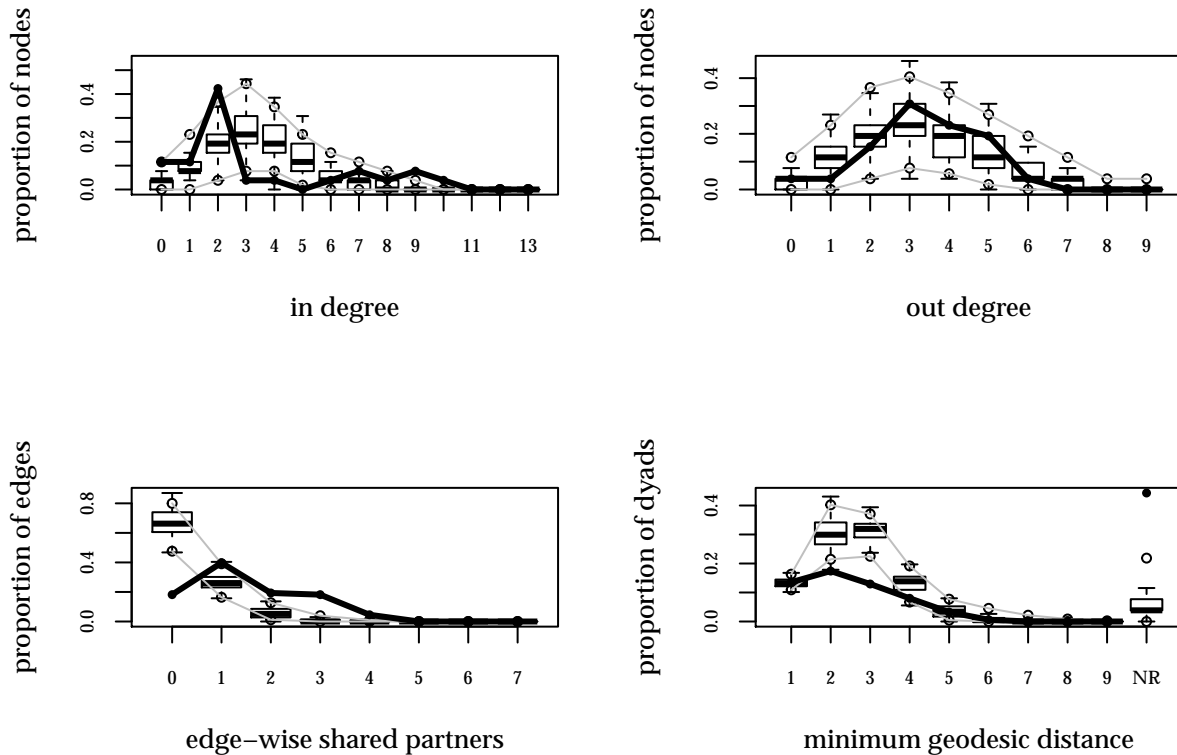 proportion of nodes
0.0 0.2 0.4
0 1 2 3 4 5 6 7 8 9 11 13
in degree
proportion of nodes
0.0 0.2 0.4
0 1 2 3 4 5 6 7 8 9
out degree
proportion of edges
0.0 0.4 0.8
0 1 2 3 4 5 6 7
edge−wise shared partners
proportion of dyads
0.0 0.2 0.4
1 2 3 4 5 6 7 8 9 NR
minimum geodesic distance